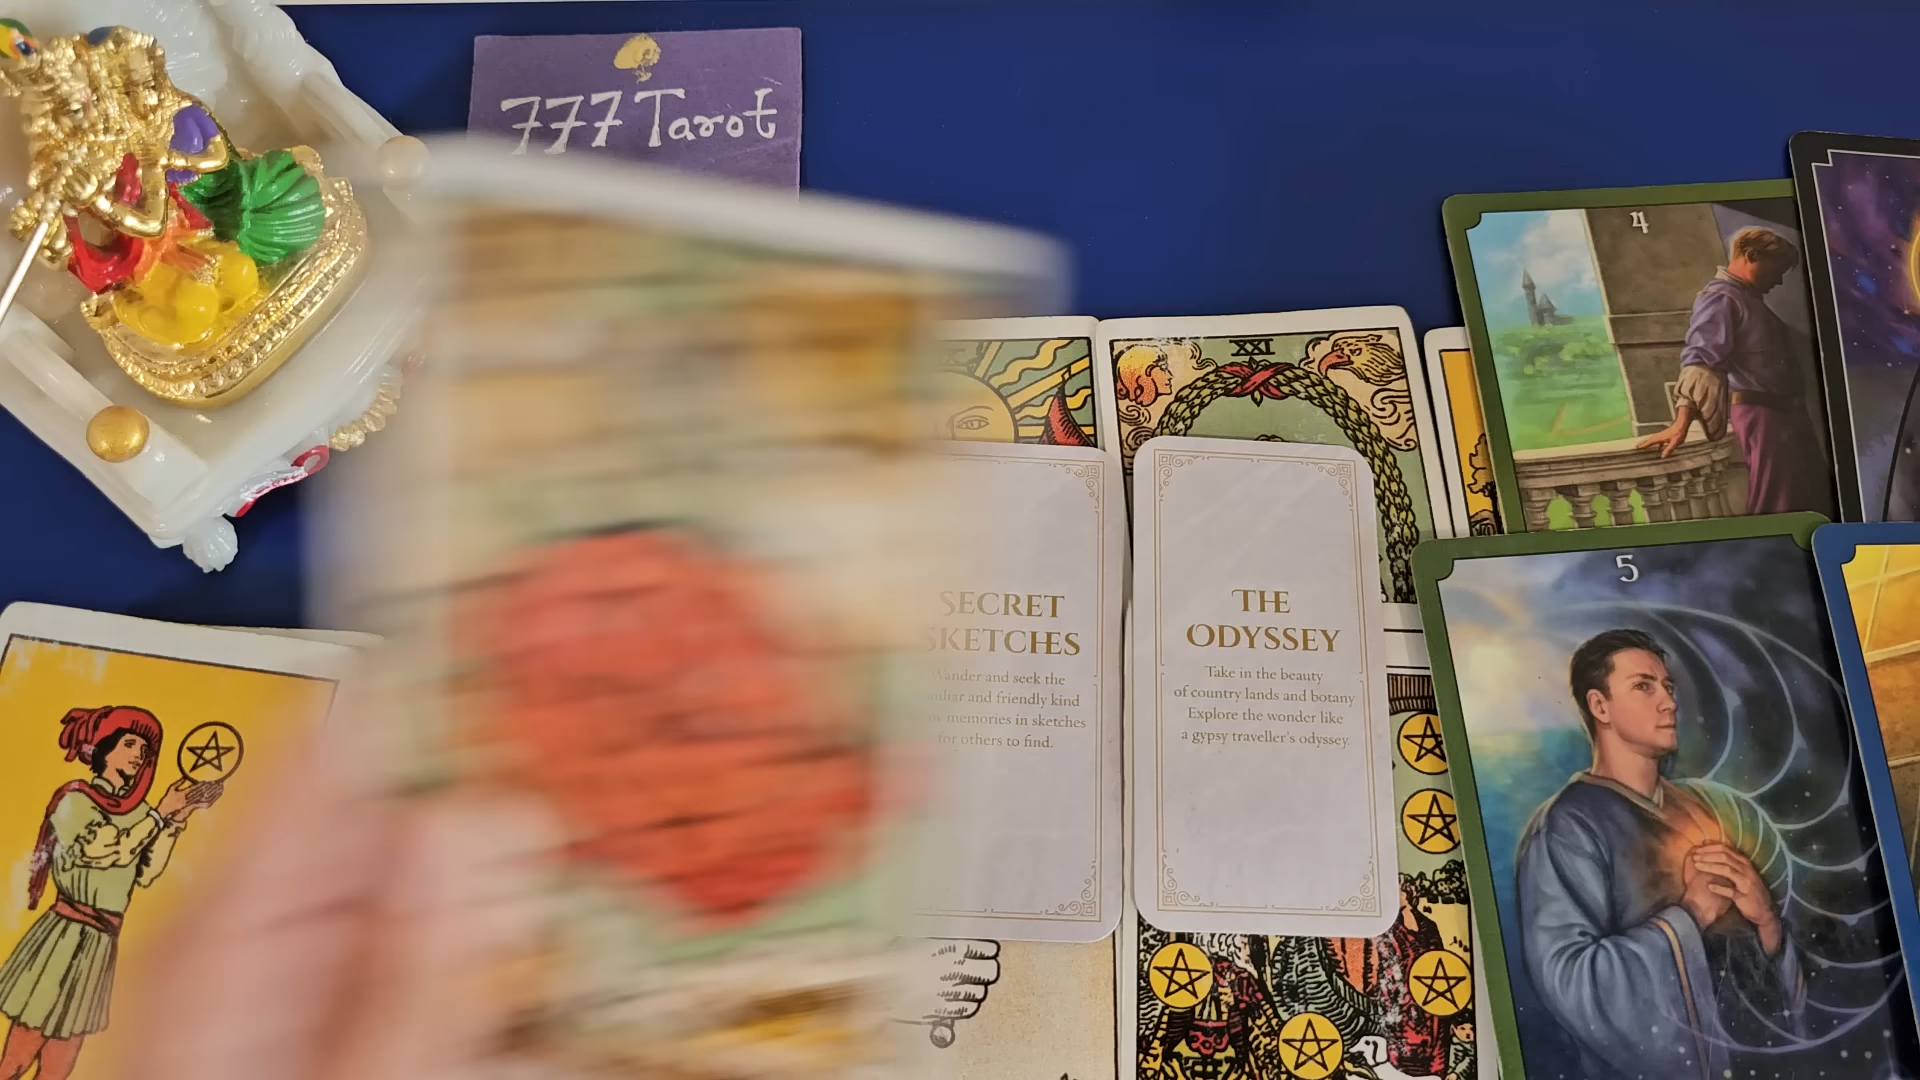 777 Tarot
XXI
4
SECRET
SKETCHES
Wander and seek the
and friendly kind
memories in sketches
for others to find.
THE
ODYSSEY
Take in the beauty
of country lands and botany
Explore the wonder like
a gypsy traveller's odyssey.
5